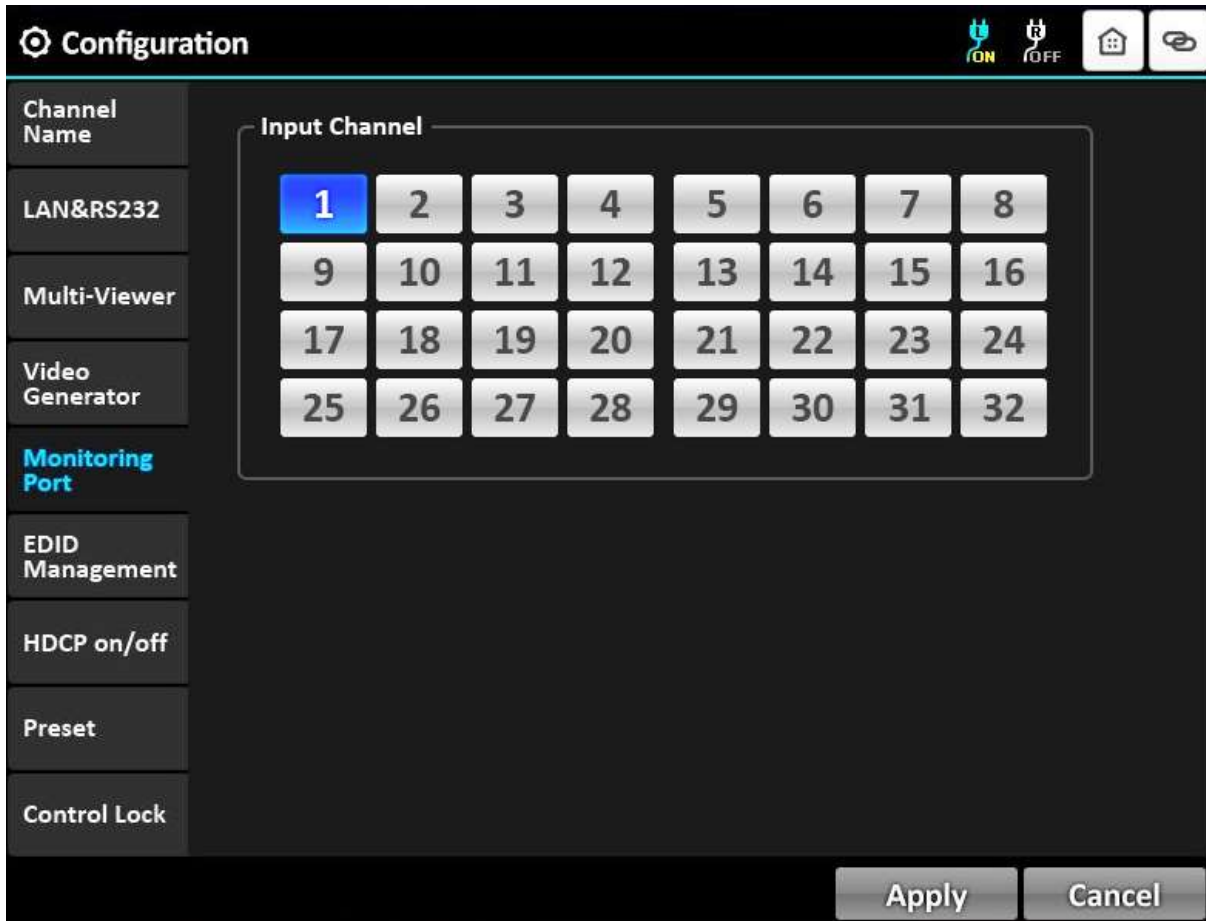 Configuration
L
ON
R
OFF
Channel
Name
LAN&RS232
Multi-Viewer
Video
Generator
Monitoring
Port
EDID
Management
HDCP on/off
Preset
Control Lock
Input Channel
1 2 3 4 5 6 7 8
9 10 11 12 13 14 15 16
17 18 19 20 21 22 23 24
25 26 27 28 29 30 31 32
Apply Cancel